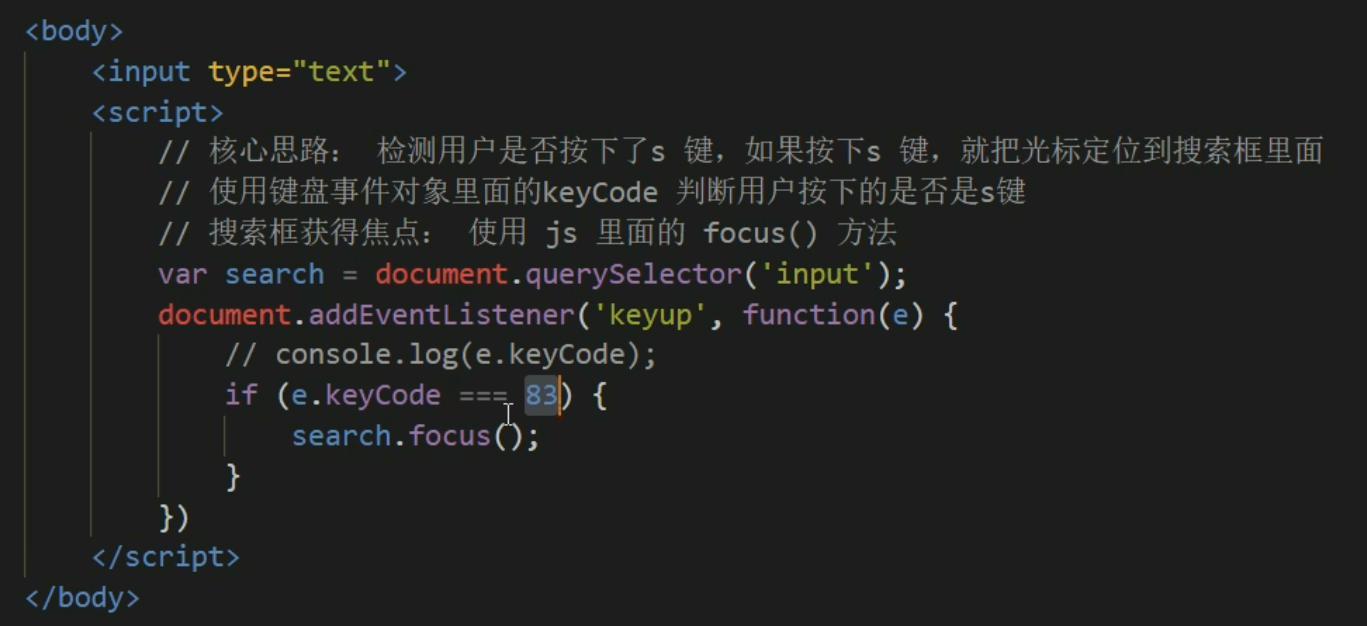 <body>
<input type="text">
<script>
// 核心思路： 检测用户是否按下了s 键，如果按下s 键，就把光标定位到搜索框里面
// 使用键盘事件对象里面的keyCode 判断用户按下的是否是s键
// 搜索框获得焦点： 使用 js 里面的 focus() 方法
var search = document.querySelector('input');
document.addEventListener('keyup', function(e) {
// console.log(e.keyCode);
if (e.keyCode === 83) {
search.focus();
}
})
</script>
</body>